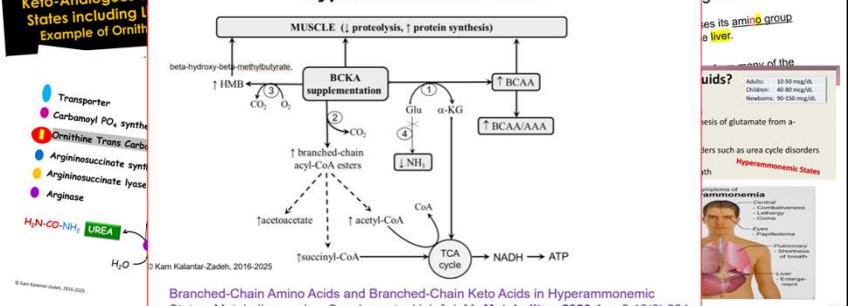 Keto-Analogues
States including
Example of Ornith
Transporter
Carbamoyl PO₄ synthe
Ornithine Trans Carbo
Argininosuccinate synt
Argininosuccinate lyase
Arginase
H₂N-CO-NH₂ UREA
H₂O
© Kam Kalantar-Zadeh, 2016-2025
MUSCLE (↓ proteolysis, ↑ protein synthesis)
beta-hydroxy-beta-methylbutyrate,
↑ HMB
BCKA
supplementation
↑ BCAA
3
1
CO₂ O₂
Glu α-KG
2
CO₂
4
↑ BCAA/AAA
↑ branched-chain
acyl-CoA esters
↓ NH₃
CoA
↑acetoacetate
↑ acetyl-CoA
↑succinyl-CoA
TCA
cycle
NADH
ATP
Kam Kalantar-Zadeh, 2016-2025
Branched-Chain Amino Acids and Branched-Chain Keto Acids in Hyperammonemic
ses its amino group
e liver.
many of the
uids?
Adults: 10-50 mcg/dL
Children: 40-80 mcg/dL
Newborns: 90-150 mcg/dL
nesis of glutamate from a-
ders such as urea cycle disorders
Hyperammonemic States
ath
mptoms of
ammonemia
Central
- Combativeness
- Lethargy
- Coma
Eyes
- Papilledema
Pulmonary
- Shortness
of breath
Liver
- Enlarge-
ment